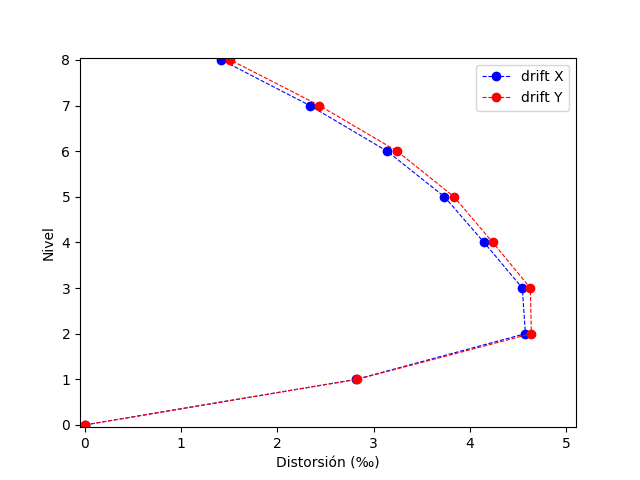 drift X
drift Y
8
7
6
5
4
3
2
1
0
Nivel
0 1 2 3 4 5
Distorsión (‰)